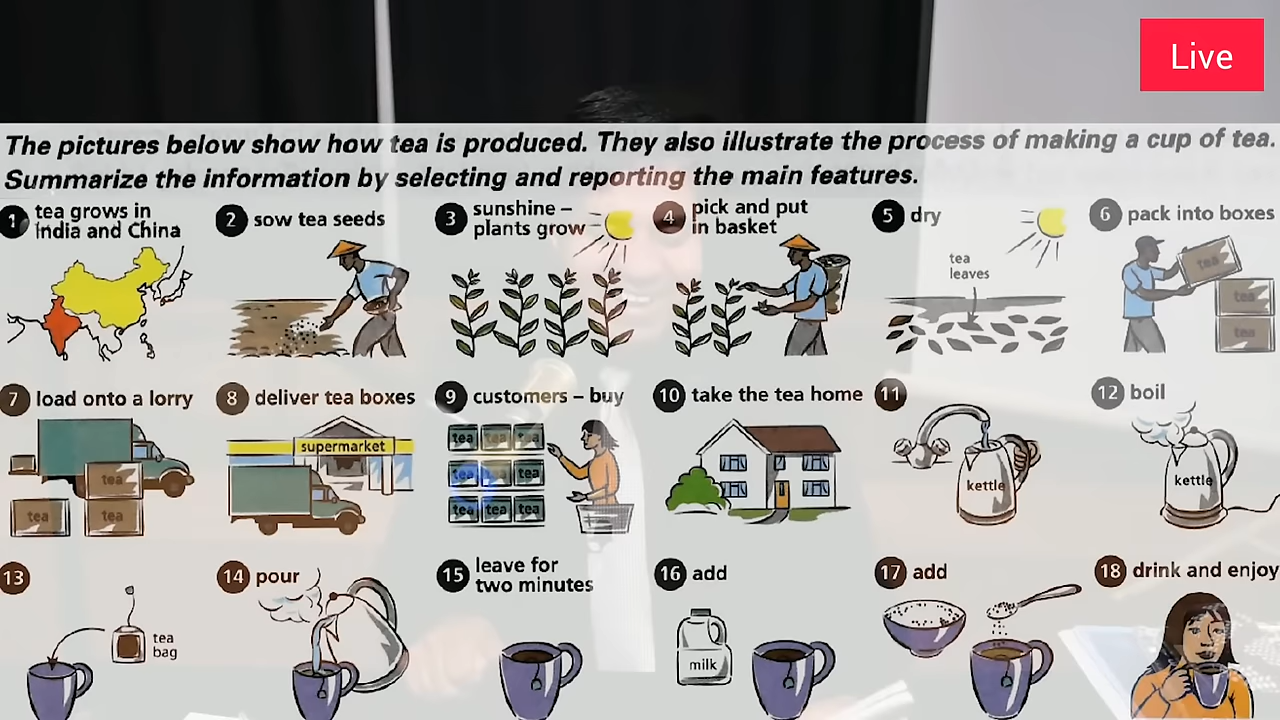 Live
The pictures below show how tea is produced. They also illustrate the process of making a cup of tea.
Summarize the information by selecting and reporting the main features.
1 tea grows in
India and China
2 sow tea seeds
3 sunshine –
plants grow
4 pick and put
in basket
5 dry
tea
leaves
6 pack into boxes
tea
tea
tea
7 load onto a lorry
tea
tea
tea
8 deliver tea boxes
supermarket
9 customers – buy
tea tea tea
tea tea tea
tea tea tea
10 take the tea home
11
kettle
12 boil
kettle
13
tea
bag
14 pour
15 leave for
two minutes
16 add
milk
17 add
18 drink and enjoy